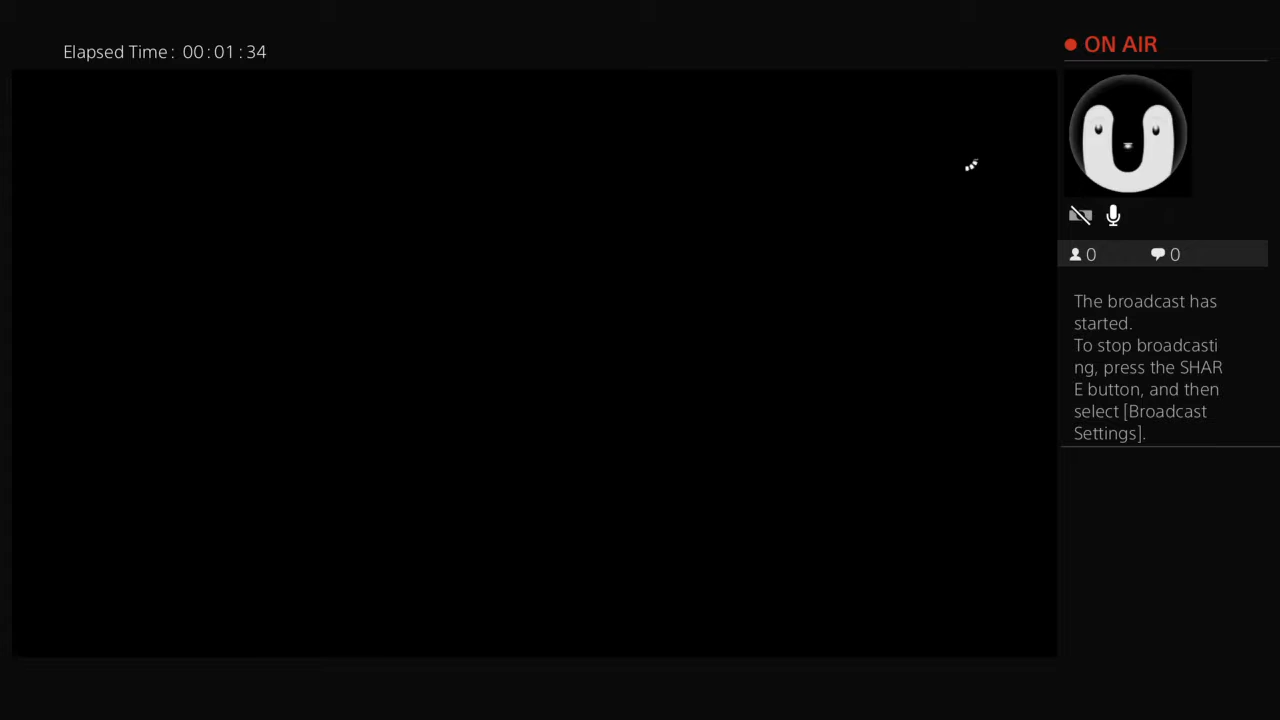 Elapsed Time: 00:01:34
ON AIR
0 0
The broadcast has
started.
To stop broadcasti
ng, press the SHAR
E button, and then
select [Broadcast
Settings].